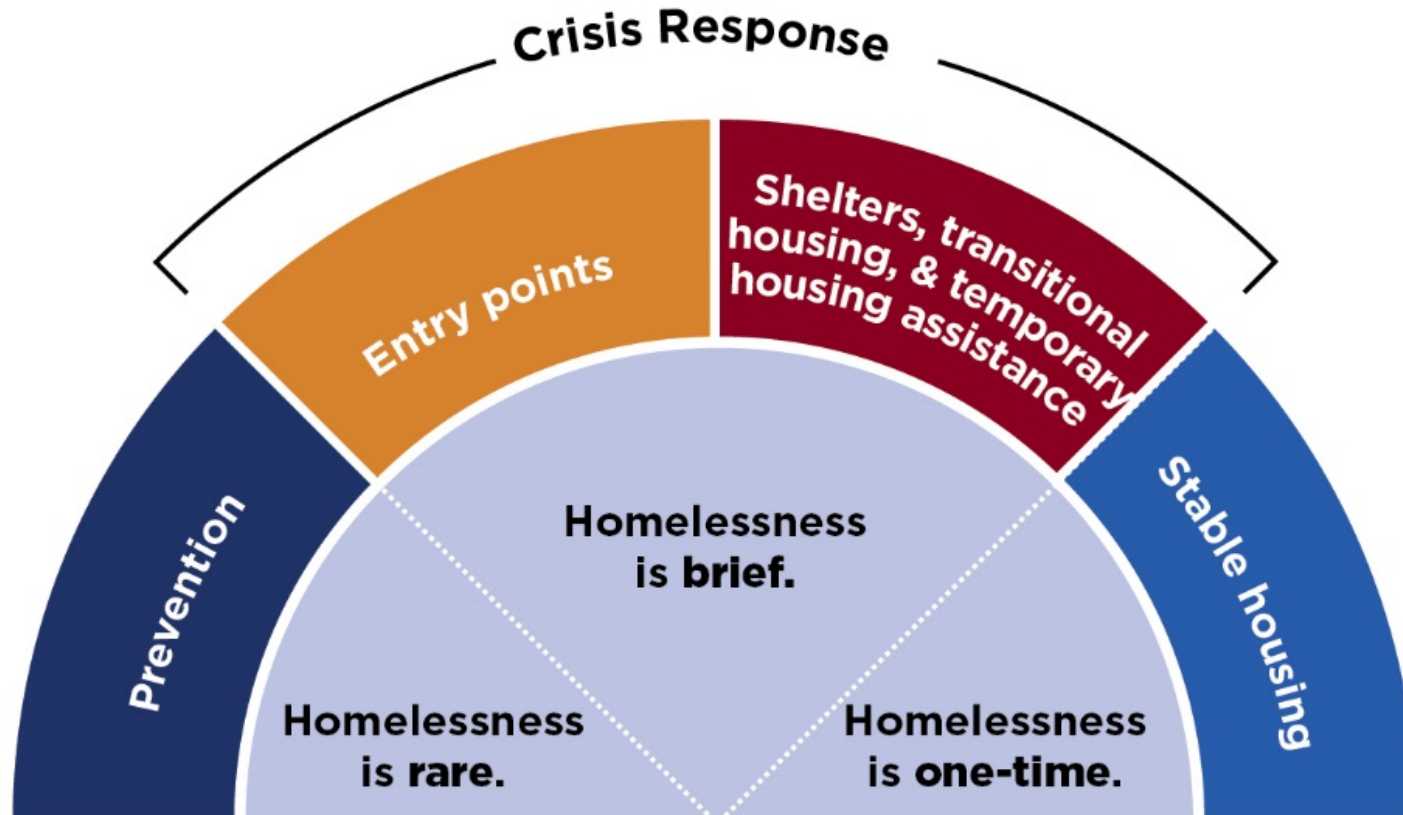 Crisis Response
Entry points
Shelters, transitional
housing, & temporary
housing assistance
Prevention
Stable housing
Homelessness
is brief.
Homelessness
is rare.
Homelessness
is one-time.